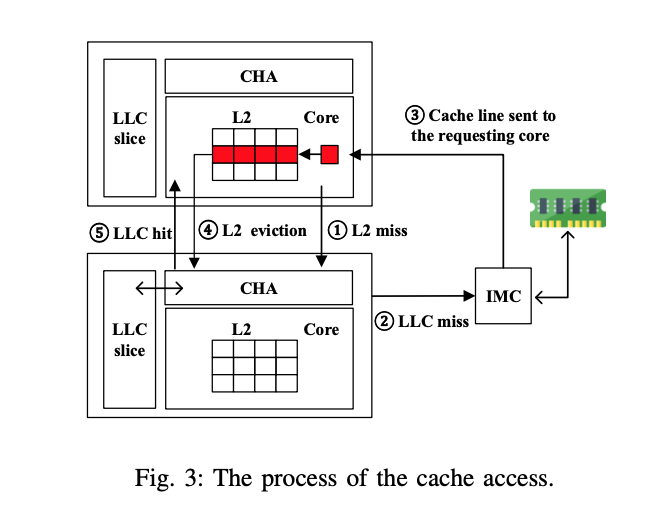 CHA
LLC
slice
L2
Core
③ Cache line sent to
the requesting core
⑤ LLC hit
④ L2 eviction
① L2 miss
CHA
IMC
② LLC miss
LLC
slice
L2
Core
Fig. 3: The process of the cache access.